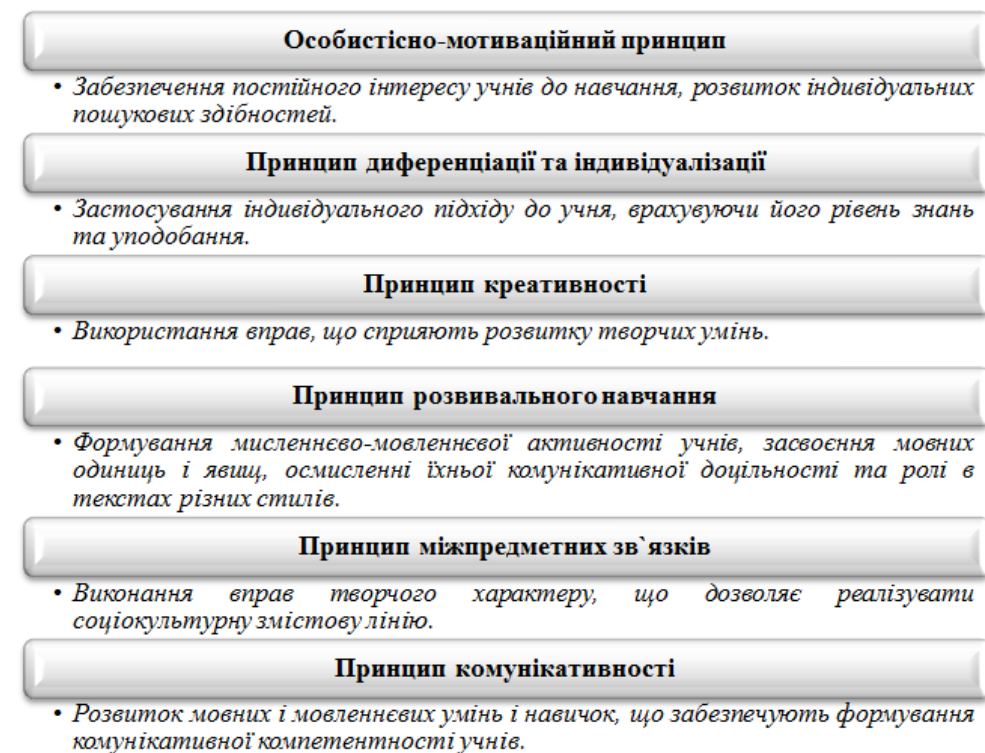 Особистісно-мотиваційний принцип
• Забезпечення постійного інтересу учнів до навчання, розвиток індивідуальних
пошукових здібностей.
Принцип диференціації та індивідуалізації
• Застосування індивідуального підхіду до учня, врахувуючи його рівень знань
та уподобання.
Принцип креативності
• Використання вправ, що сприяють розвитку творчих умінь.
Принцип розвивального навчання
• Формування мисленнєво-мовленнєвої активності учнів, засвоєння мовних
одиниць і явищ, осмисленні їхньої комунікативної доцільності та ролі в
текстах різних стилів.
Принцип міжпредметних зв`язків
• Виконання вправ творчого характеру, що дозволяє реалізувати
соціокультурну змістову лінію.
Принцип комунікативності
• Розвиток мовних і мовленнєвих умінь і навичок, що забезпечують формування
комунікативної компетентності учнів.